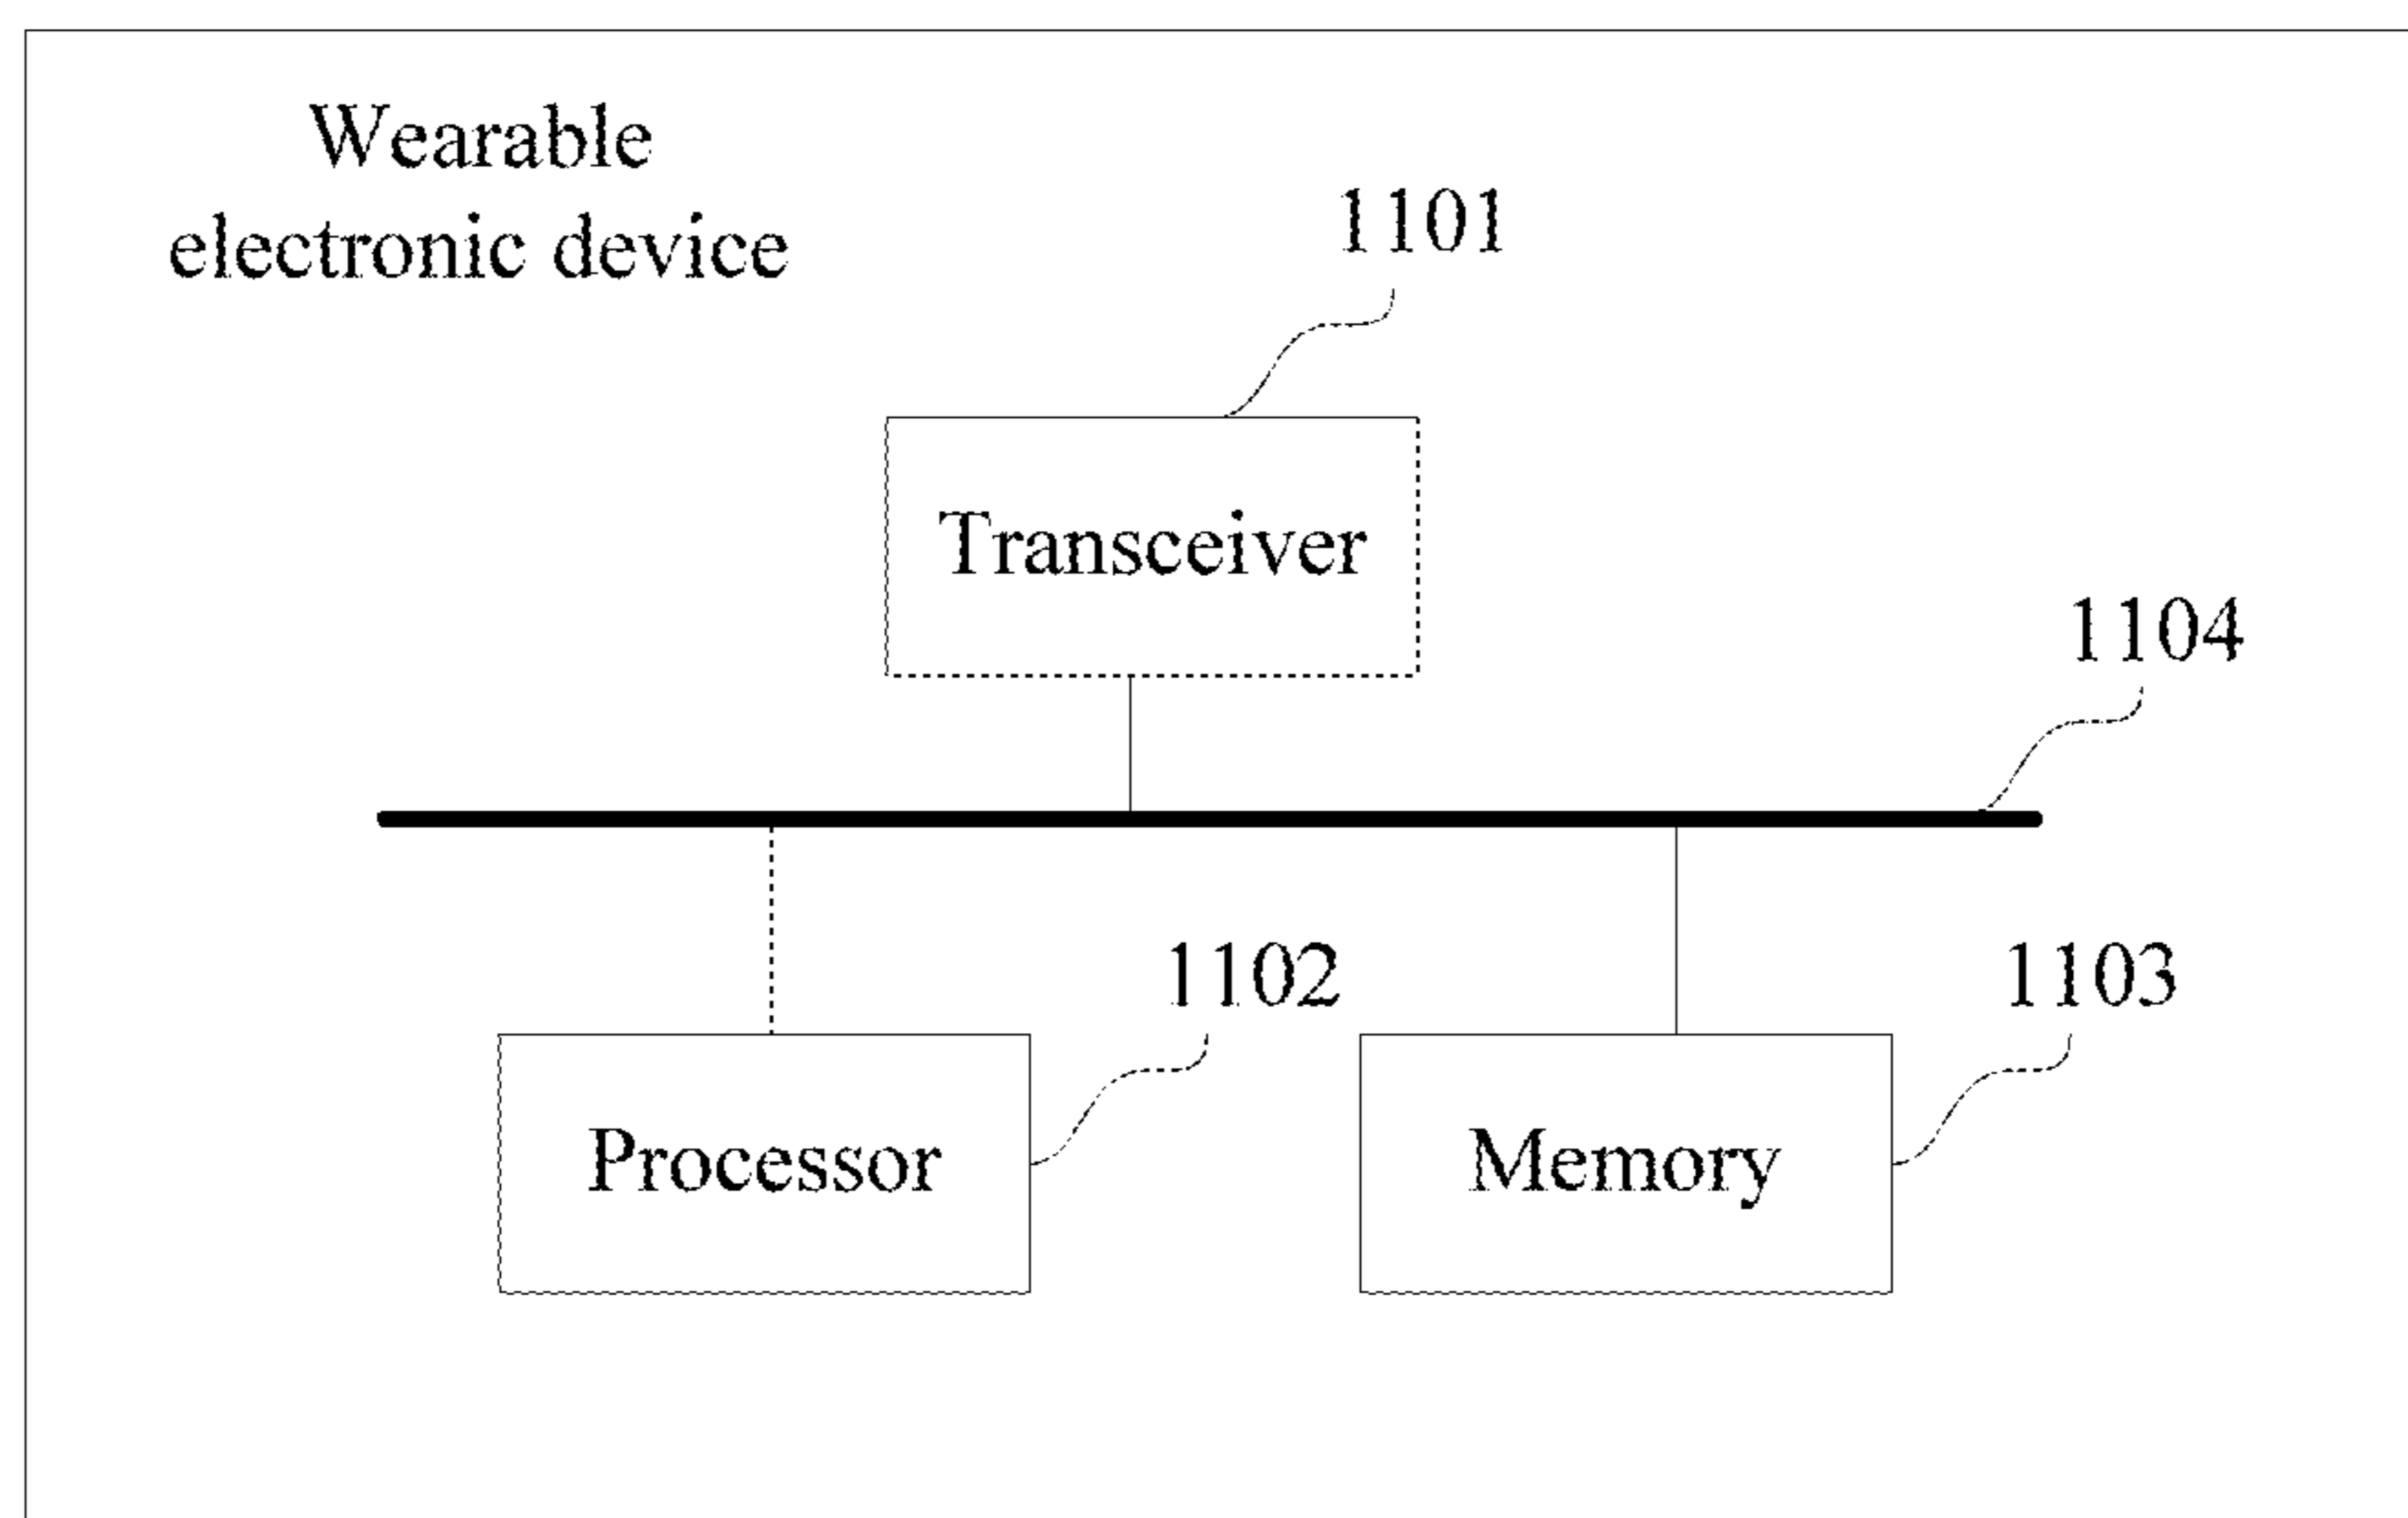 Wearable
electronic device
1101
Transceiver
1104
1102
1103
Processor
Memory